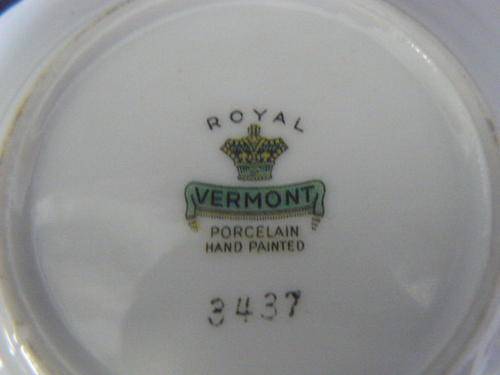 ROYAL
VERMONT
PORCELAIN
HAND PAINTED
3437